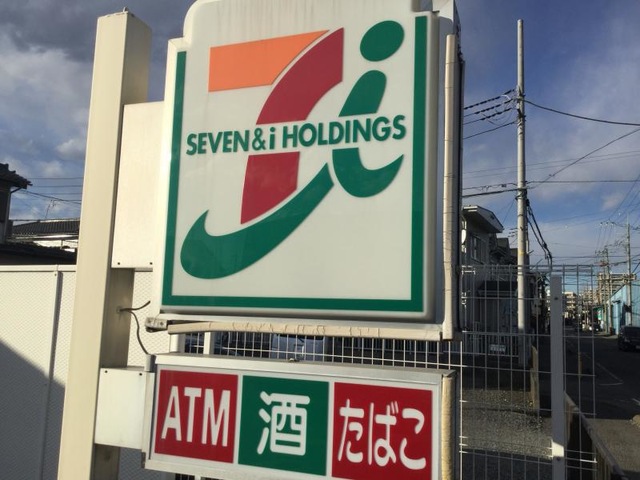 SEVEN&i HOLDINGS
ATM 酒 たばこ